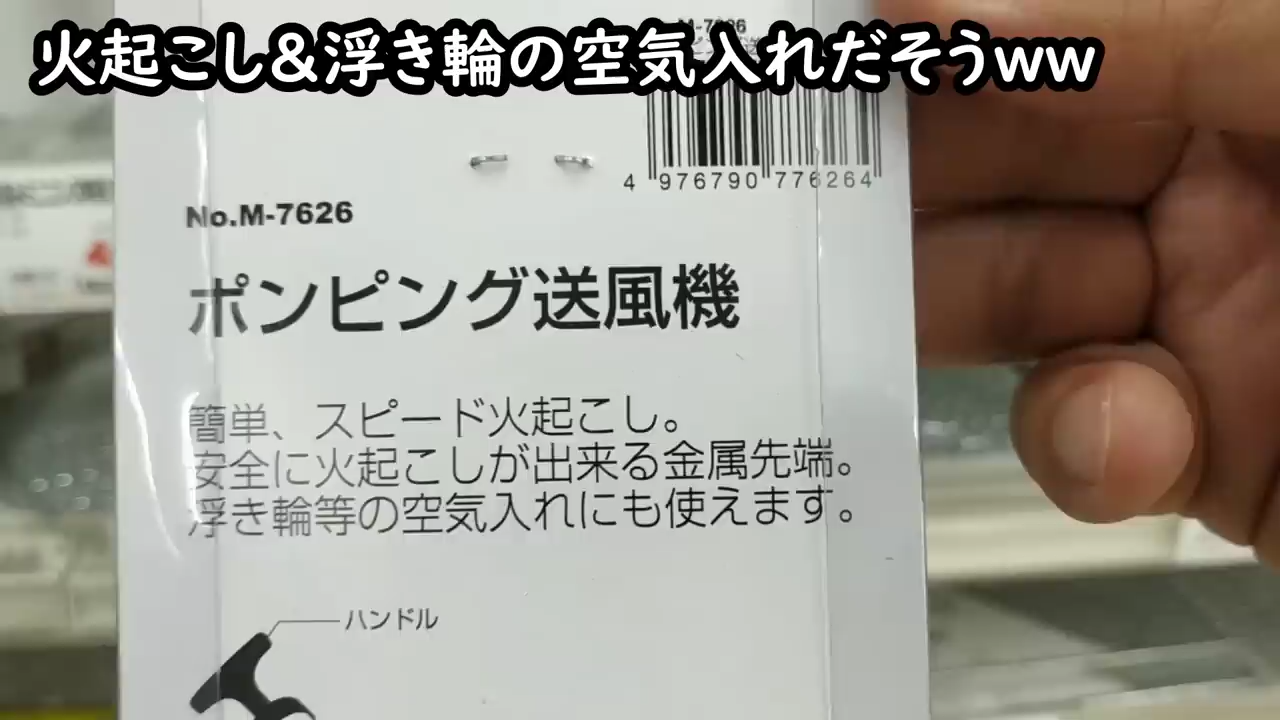 火起こし&浮き輪の空気入れだそうww
M-7626
4 976790 776264
No.M-7626
ポンピング送風機
簡単、スピード火起こし。
安全に火起こしが出来る金属先端。
浮き輪等の空気入れにも使えます。
ハンドル